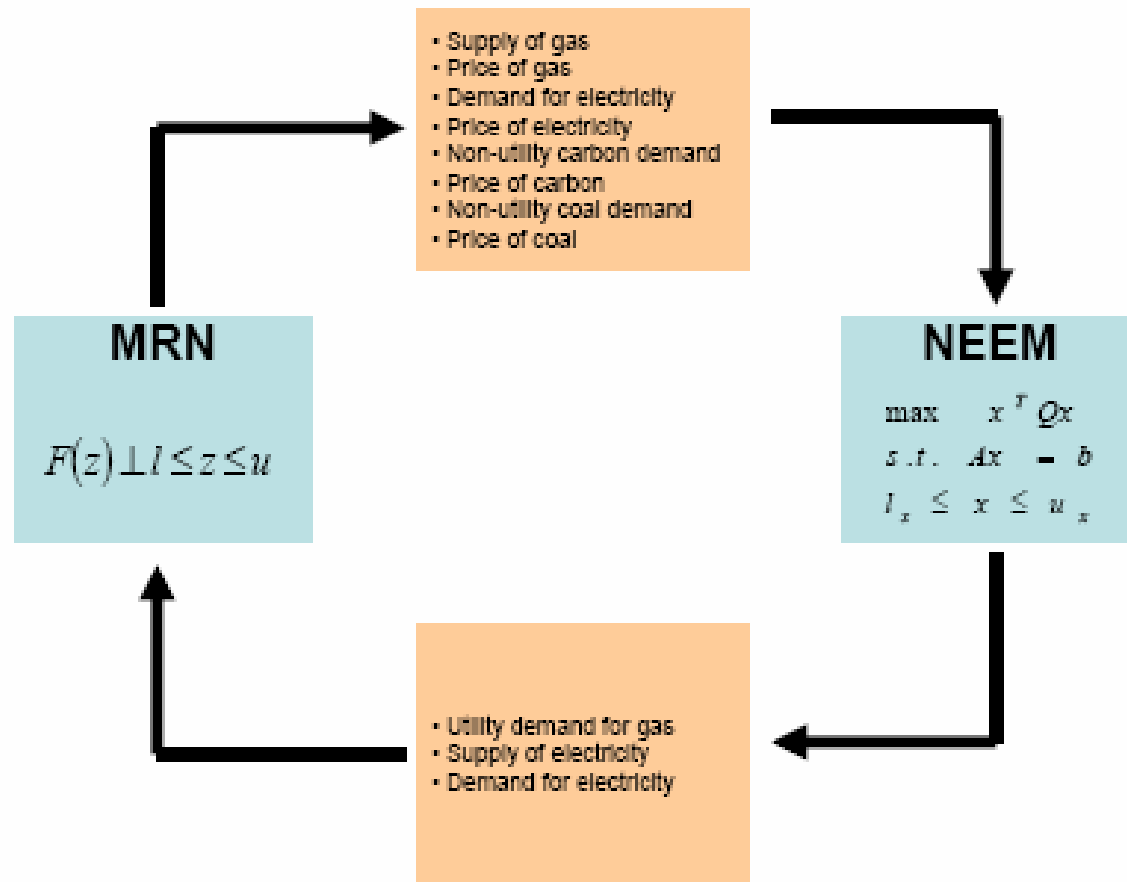 • Supply of gas
• Price of gas
• Demand for electricity
• Price of electricity
• Non-utility carbon demand
• Price of carbon
• Non-utility coal demand
• Price of coal
MRN
F(z)⊥l≤z≤u
NEEM
max x^T Qx
s.t. Ax = b
l_x ≤ x ≤ u_x
• Utility demand for gas
• Supply of electricity
• Demand for electricity